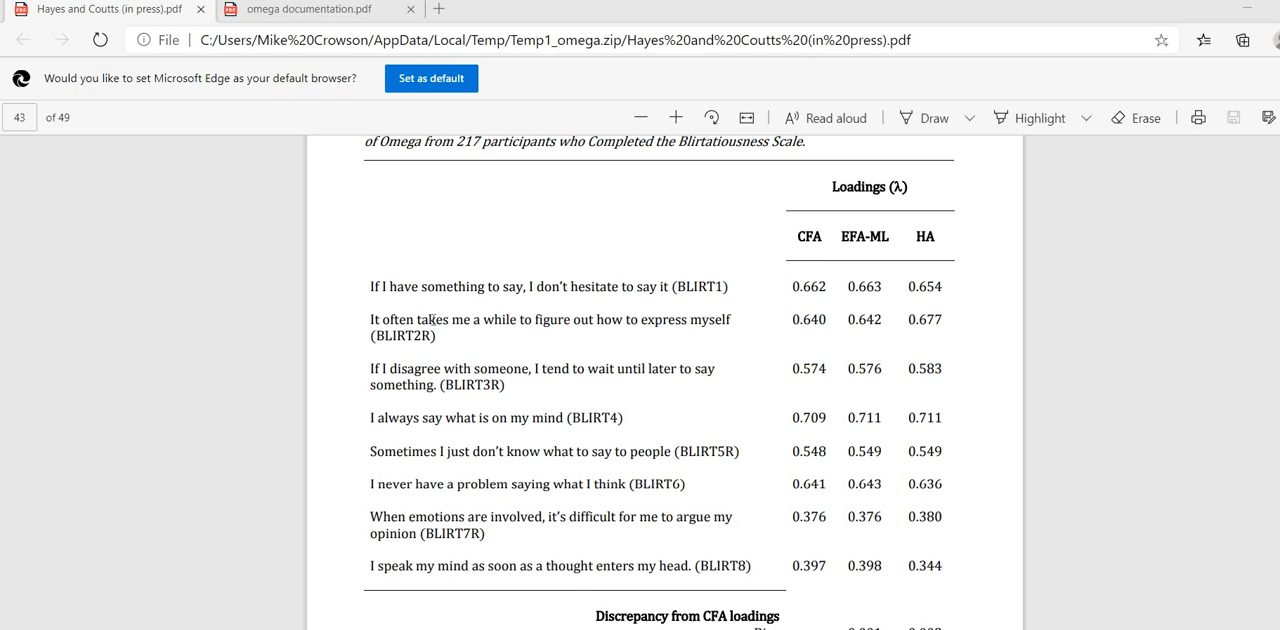 Hayes and Coutts (in press).pdf
omega documentation.pdf
File
C:/Users/Mike%20Crowson/AppData/Local/Temp/Temp1_omega.zip/Hayes%20and%20Coutts%20(in%20press).pdf
Would you like to set Microsoft Edge as your default browser?
Set as default
43 of 49
Read aloud
Draw
Highlight
Erase
of Omega from 217 participants who Completed the Blirtatiousness Scale.
Loadings (λ)
CFA EFA-ML HA
If I have something to say, I don't hesitate to say it (BLIRT1) 0.662 0.663 0.654
It often takes me a while to figure out how to express myself 0.640 0.642 0.677
(BLIRT2R)
If I disagree with someone, I tend to wait until later to say 0.574 0.576 0.583
something. (BLIRT3R)
I always say what is on my mind (BLIRT4) 0.709 0.711 0.711
Sometimes I just don't know what to say to people (BLIRT5R) 0.548 0.549 0.549
I never have a problem saying what I think (BLIRT6) 0.641 0.643 0.636
When emotions are involved, it's difficult for me to argue my 0.376 0.376 0.380
opinion (BLIRT7R)
I speak my mind as soon as a thought enters my head. (BLIRT8) 0.397 0.398 0.344
Discrepancy from CFA loadings